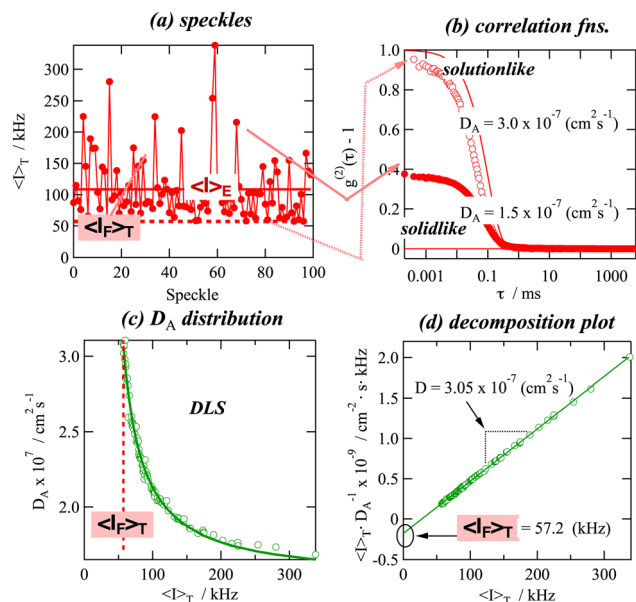 (a) speckles
<I>T / kHz
350
300
250
200
150
100
50
0
<I>E
<IF>T
0 20 40 60 80 100
Speckle
(b) correlation fns.
g(2)(τ) - 1
1.0
0.8
0.6
0.4
0.2
0
solutionlike
DA = 3.0 x 10-7 (cm2s-1)
DA = 1.5 x 10-7 (cm2s-1)
solidlike
0.001 0.1 10 1000
τ / ms
(c) DA distribution
DA x 107 / cm2s-1
3.0
2.5
2.0
DLS
<IF>T
0 100 200 300
<I>T / kHz
(d) decomposition plot
<I>T · DA-1 x 10-9 / cm-2 · s· kHz
2.0
1.5
1.0
0.5
0
-0.5
D = 3.05 x 10-7 (cm2s-1)
<IF>T = 57.2 (kHz)
0 100 200 300
<I>T / kHz